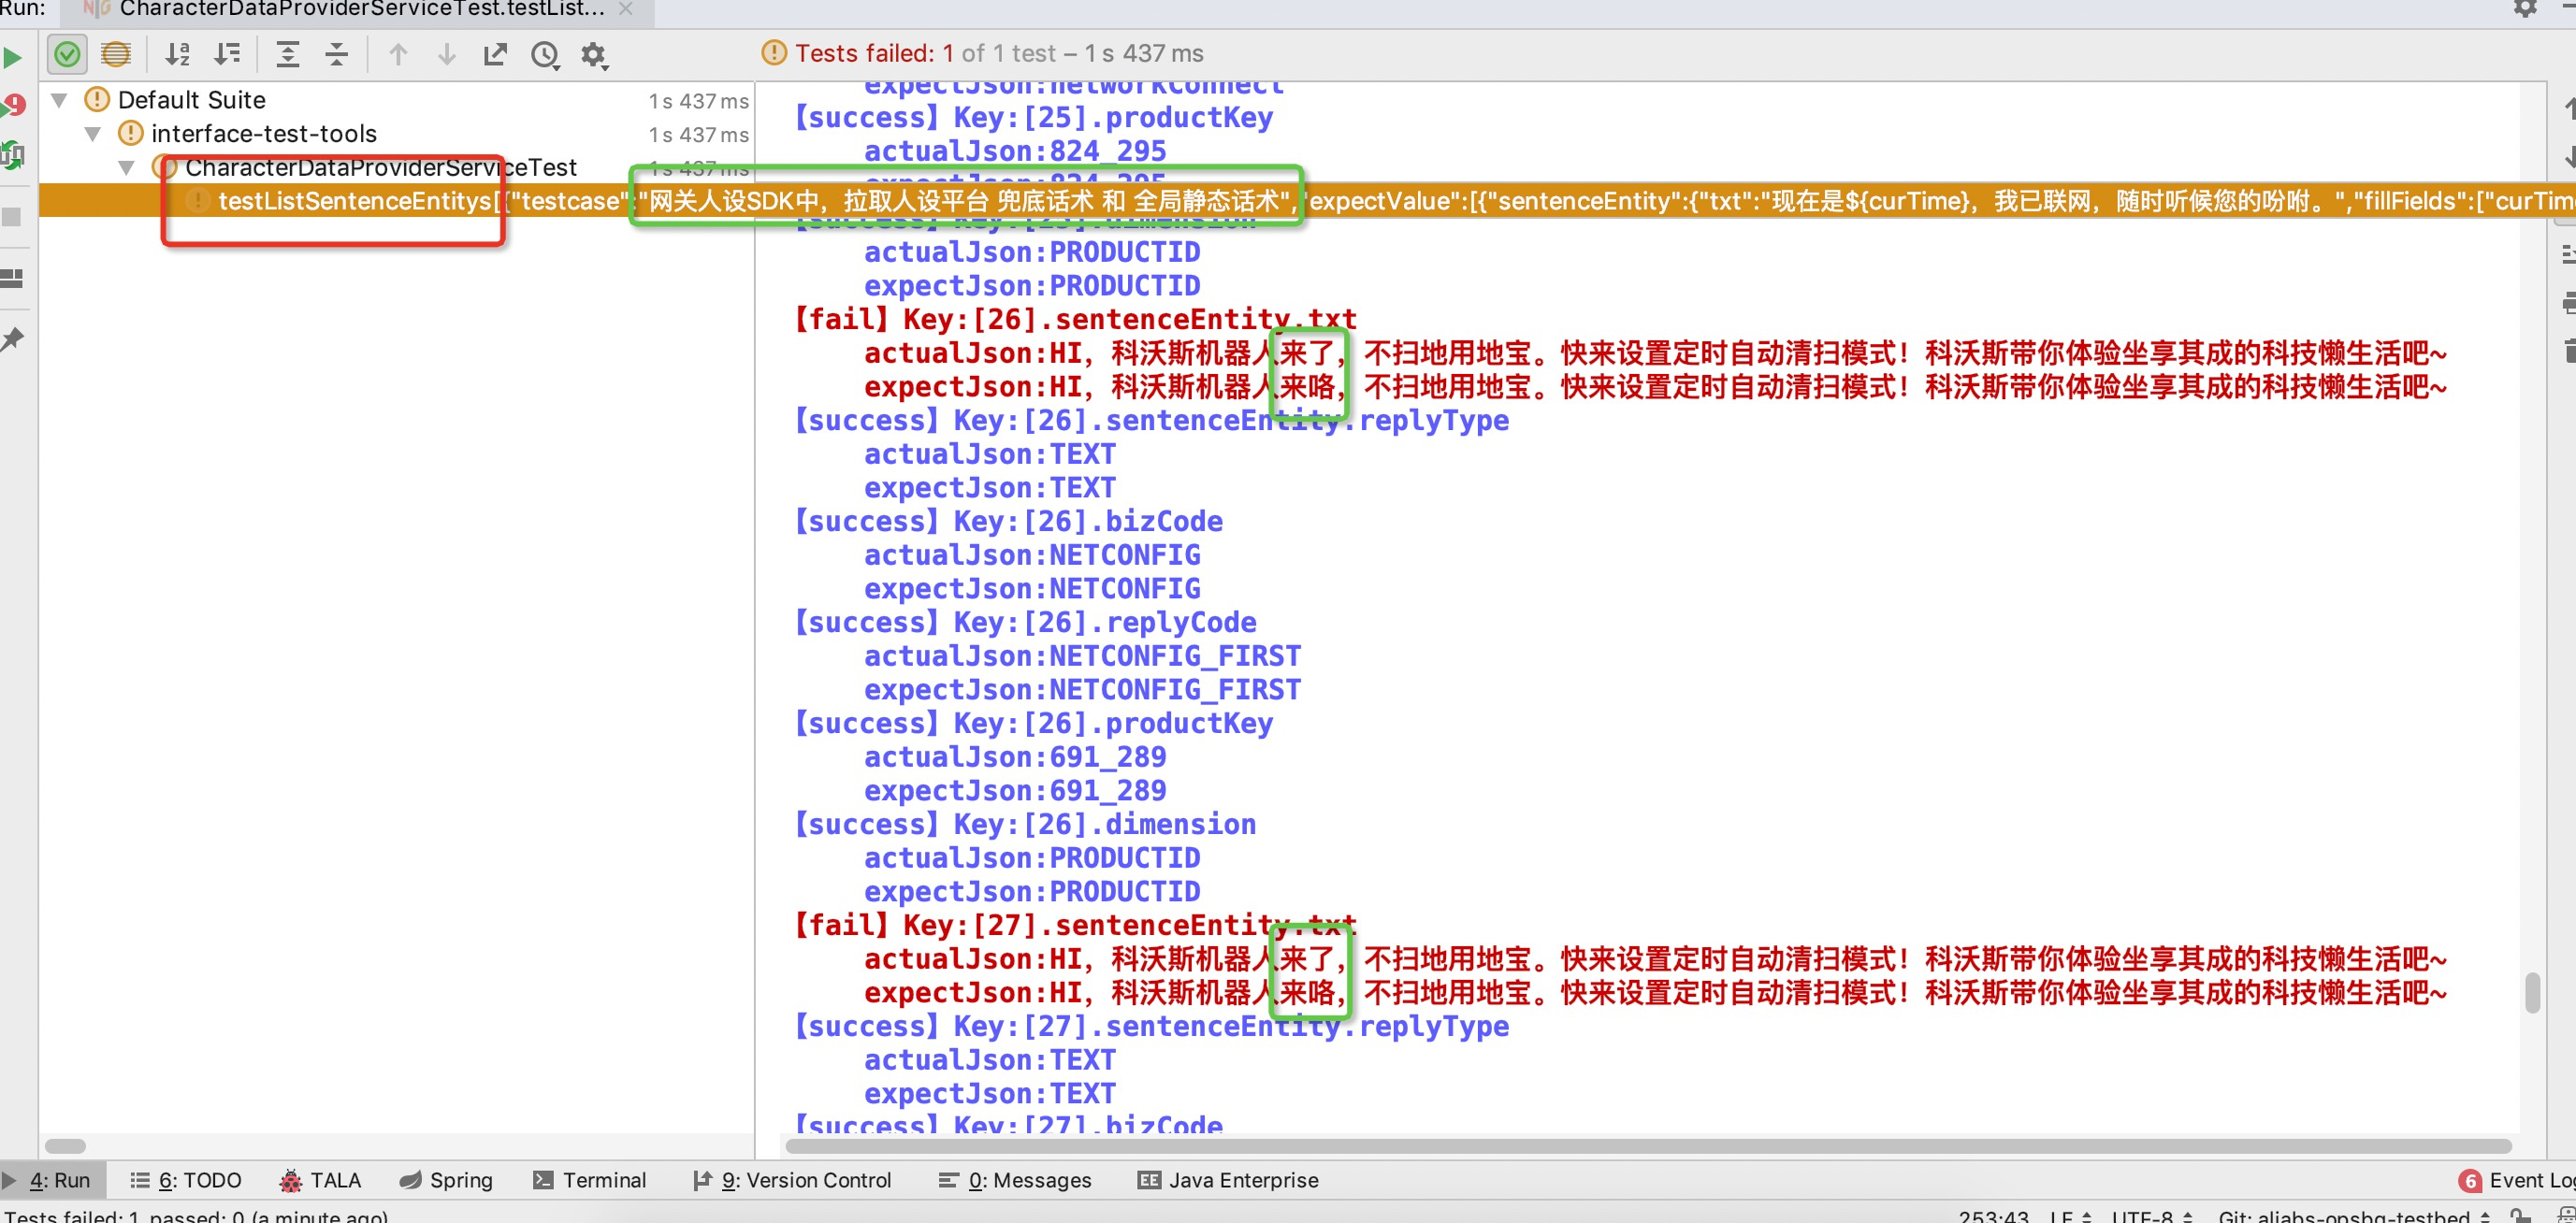 Run: CharacterDataProviderServiceTest.testList...
Tests failed: 1 of 1 test – 1 s 437 ms
Default Suite 1 s 437 ms
interface-test-tools 1 s 437 ms
CharacterDataProviderServiceTest 1 s 437 ms
testListSentenceEntitys[{"testcase":"网关人设SDK中，拉取人设平台 兜底话术 和 全局静态话术","expectValue":[{"sentenceEntity":{"txt":"现在是${curTime}，我已联网，随时听候您的吩咐。","fillFields":["curTim
expectJson:networkConnect
【success】Key:[25].productKey
actualJson:824_295
expectJson:824_295
【success】Key:[25].dimension
actualJson:PRODUCTID
expectJson:PRODUCTID
【fail】Key:[26].sentenceEntity.txt
actualJson:HI，科沃斯机器人来了，不扫地用地宝。快来设置定时自动清扫模式！科沃斯带你体验坐享其成的科技懒生活吧~
expectJson:HI，科沃斯机器人来咯，不扫地用地宝。快来设置定时自动清扫模式！科沃斯带你体验坐享其成的科技懒生活吧~
【success】Key:[26].sentenceEntity.replyType
actualJson:TEXT
expectJson:TEXT
【success】Key:[26].bizCode
actualJson:NETCONFIG
expectJson:NETCONFIG
【success】Key:[26].replyCode
actualJson:NETCONFIG_FIRST
expectJson:NETCONFIG_FIRST
【success】Key:[26].productKey
actualJson:691_289
expectJson:691_289
【success】Key:[26].dimension
actualJson:PRODUCTID
expectJson:PRODUCTID
【fail】Key:[27].sentenceEntity.txt
actualJson:HI，科沃斯机器人来了，不扫地用地宝。快来设置定时自动清扫模式！科沃斯带你体验坐享其成的科技懒生活吧~
expectJson:HI，科沃斯机器人来咯，不扫地用地宝。快来设置定时自动清扫模式！科沃斯带你体验坐享其成的科技懒生活吧~
【success】Key:[27].sentenceEntity.replyType
actualJson:TEXT
expectJson:TEXT
【success】Key:[27].bizCode
4: Run 6: TODO TALA Spring Terminal 9: Version Control 0: Messages Java Enterprise 6 Event Log
Tests failed: 1, passed: 0 (a minute ago) 253:43 LF UTF-8 Git: aliabs-opsbg-testbed